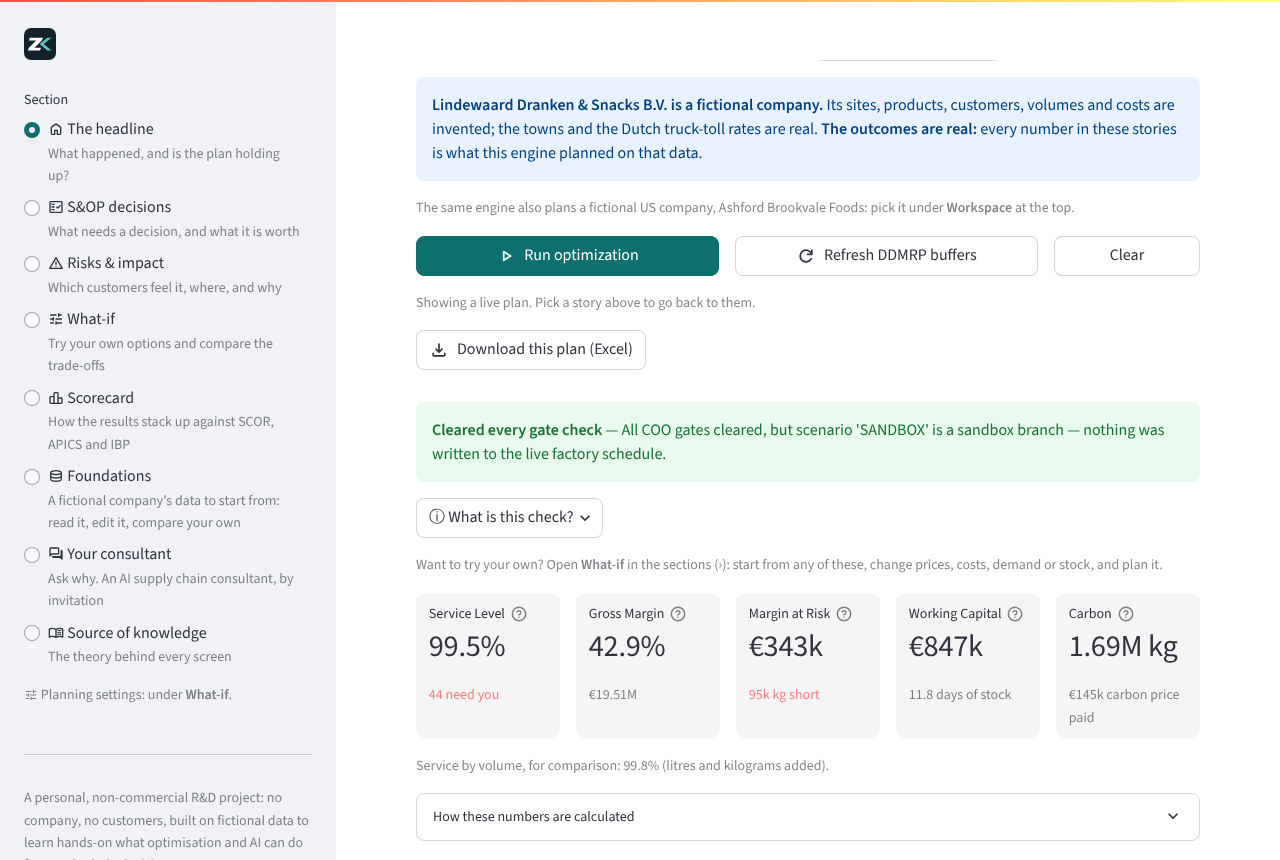 ZK
Section
The headline
What happened, and is the plan holding
up?
S&OP decisions
What needs a decision, and what it is worth
Risks & impact
Which customers feel it, where, and why
What-if
Try your own options and compare the
trade-offs
Scorecard
How the results stack up against SCOR,
APICS and IBP
Foundations
A fictional company's data to start from:
read it, edit it, compare your own
Your consultant
Ask why. An AI supply chain consultant, by
invitation
Source of knowledge
The theory behind every screen
Planning settings: under What-if.
A personal, non-commercial R&D project: no
company, no customers, built on fictional data to
learn hands-on what optimisation and AI can do
Lindewaard Dranken & Snacks B.V. is a fictional company. Its sites, products, customers, volumes and costs are
invented; the towns and the Dutch truck-toll rates are real. The outcomes are real: every number in these stories
is what this engine planned on that data.
The same engine also plans a fictional US company, Ashford Brookvale Foods: pick it under Workspace at the top.
Run optimization
Refresh DDMRP buffers
Clear
Showing a live plan. Pick a story above to go back to them.
Download this plan (Excel)
Cleared every gate check — All COO gates cleared, but scenario 'SANDBOX' is a sandbox branch — nothing was
written to the live factory schedule.
ⓘ What is this check?
Want to try your own? Open What-if in the sections (›): start from any of these, change prices, costs, demand or stock, and plan it.
Service Level
99.5%
44 need you
Gross Margin
42.9%
€19.51M
Margin at Risk
€343k
95k kg short
Working Capital
€847k
11.8 days of stock
Carbon
1.69M kg
€145k carbon price
paid
Service by volume, for comparison: 99.8% (litres and kilograms added).
How these numbers are calculated